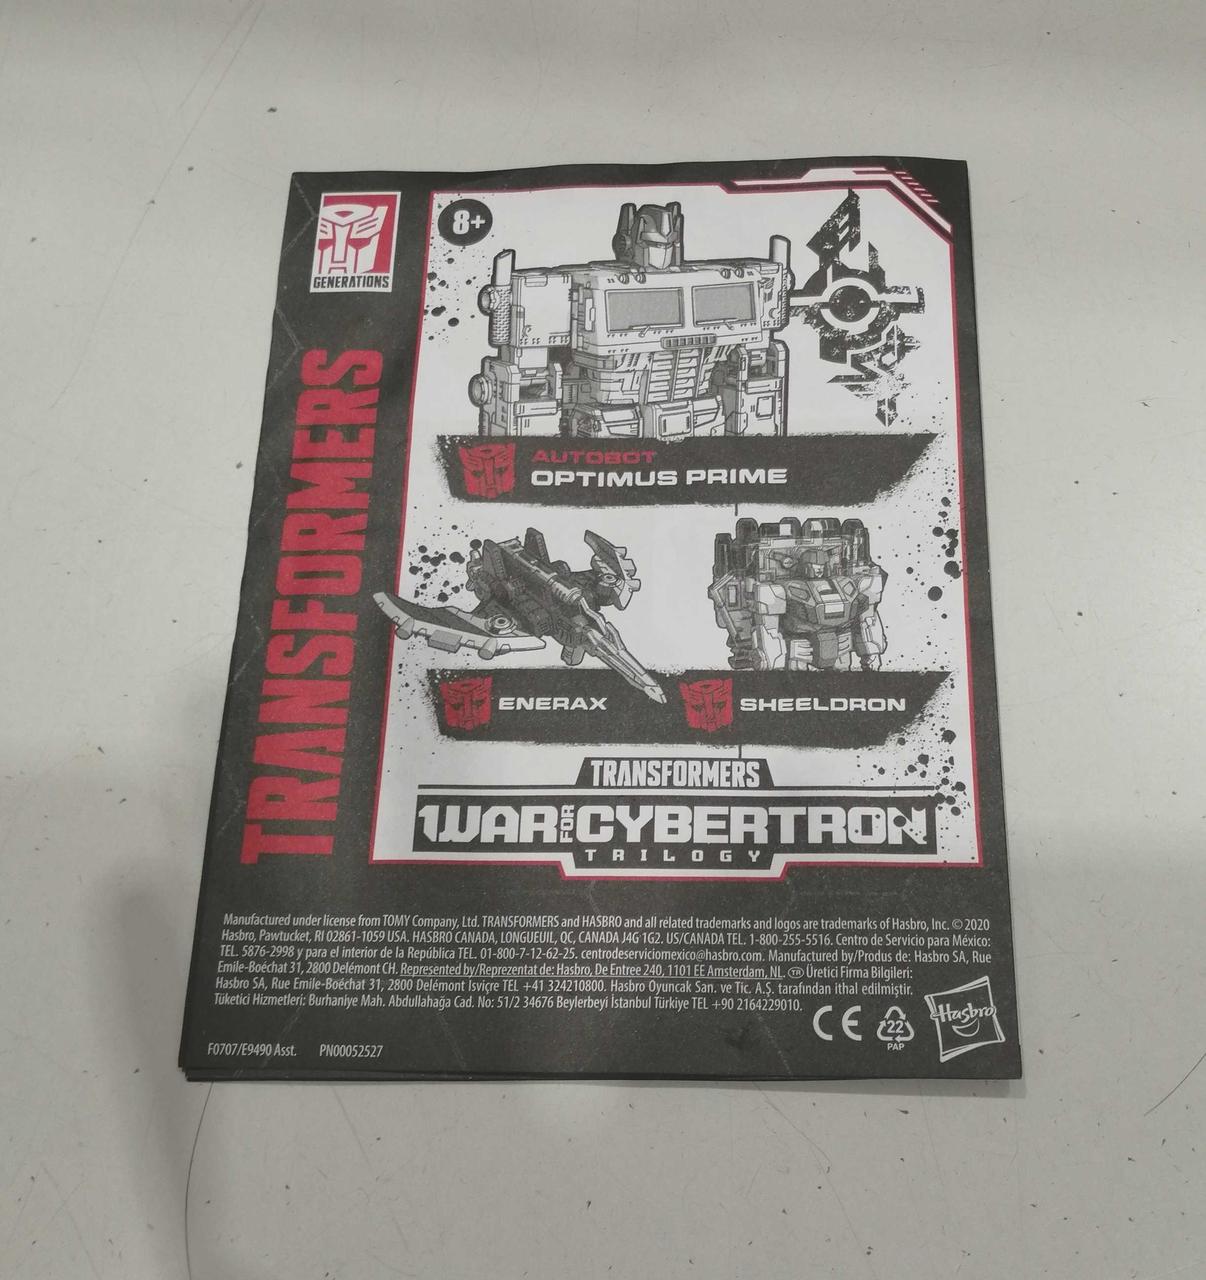 GENERATIONS
TRANSFORMERS
8+
AUTOBOT
OPTIMUS PRIME
ENERAX
SHEELDRON
TRANSFORMERS
WAR FOR CYBERTRON
TRILOGY
Manufactured under license from TOMY Company, Ltd. TRANSFORMERS and HASBRO and all related trademarks and logos are trademarks of Hasbro, Inc. © 2020
Hasbro, Pawtucket, RI 02861-1059 USA. HASBRO CANADA, LONGUEUIL, QC, CANADA J4G 1G2. US/CANADA TEL. 1-800-255-5516. Centro de Servicio para México:
TEL. 5876-2998 y para el interior de la República TEL. 01-800-7-12-62-25. centrodeserviciomexico@hasbro.com. Manufactured by/Produs de: Hasbro SA, Rue
Emile-Boéchat 31, 2800 Delémont CH. Represented by/Reprezentat de: Hasbro, De Entree 240, 1101 EE Amsterdam, NL. TR Üretici Firma Bilgileri:
Hasbro SA, Rue Emile-Boéchat 31, 2800 Delémont İsviçre TEL +41 324210800. Hasbro Oyuncak San. ve Tic. A.Ş. tarafından ithal edilmiştir.
Tüketici Hizmetleri: Burhaniye Mah. Abdullahağa Cad. No: 51/2 34676 Beylerbeyi İstanbul Türkiye TEL +90 2164229010.
CE
22
PAP
Hasbro
F0707/E9490 Asst. PN00052527